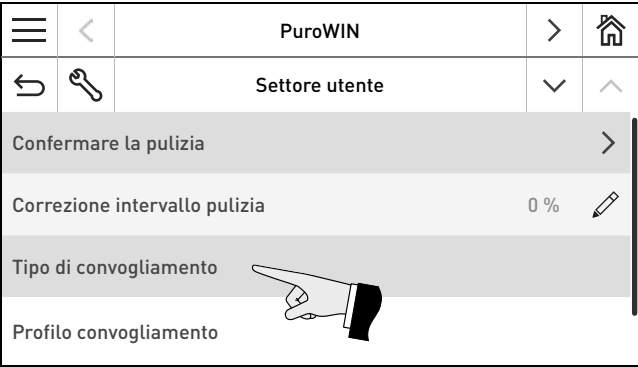 PuroWIN
Settore utente
Confermare la pulizia
Correzione intervallo pulizia 0 %
Tipo di convogliamento
Profilo convogliamento